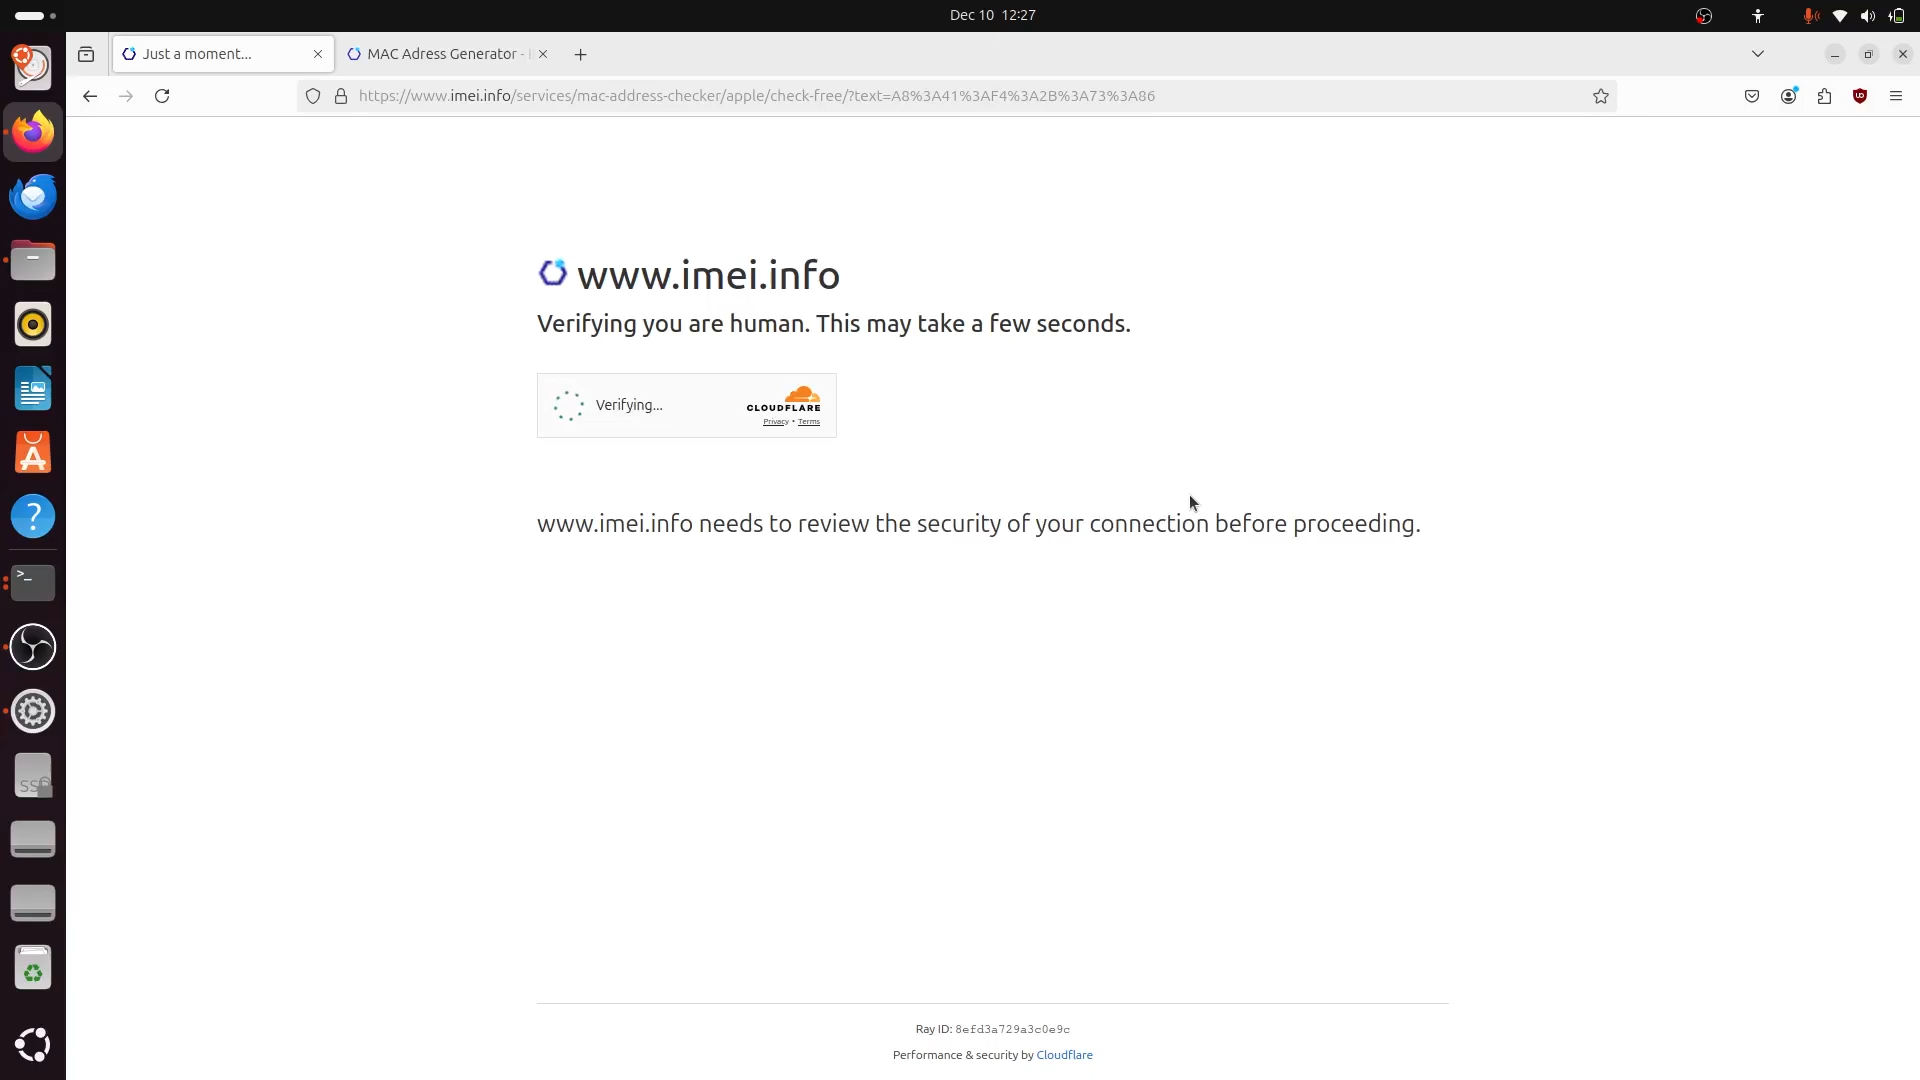 Dec 10 12:27
Just a moment...
MAC Adress Generator -
https://www.imei.info/services/mac-address-checker/apple/check-free/?text=A8%3A41%3AF4%3A2B%3A73%3A86
www.imei.info
Verifying you are human. This may take a few seconds.
Verifying...
CLOUDFLARE
Privacy • Terms
www.imei.info needs to review the security of your connection before proceeding.
Ray ID: 8efd3a729a3c0e9c
Performance & security by Cloudflare